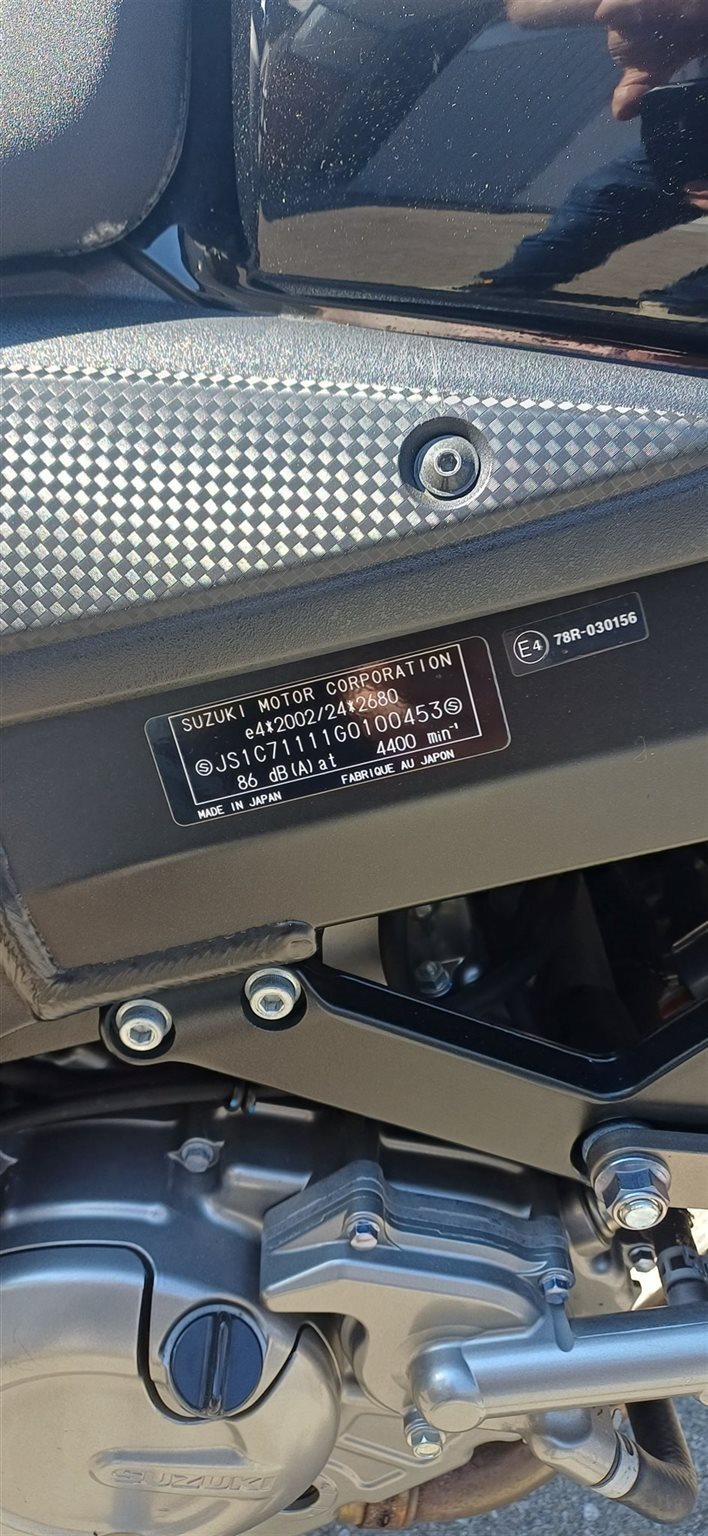 E4 78R-030156
SUZUKI MOTOR CORPORATION
e4*2002/24*2680
ⓈJS1C71111G0100453Ⓢ
86 dB(A) at 4400 min⁻¹
MADE IN JAPAN FABRIQUE AU JAPON
SUZUKI